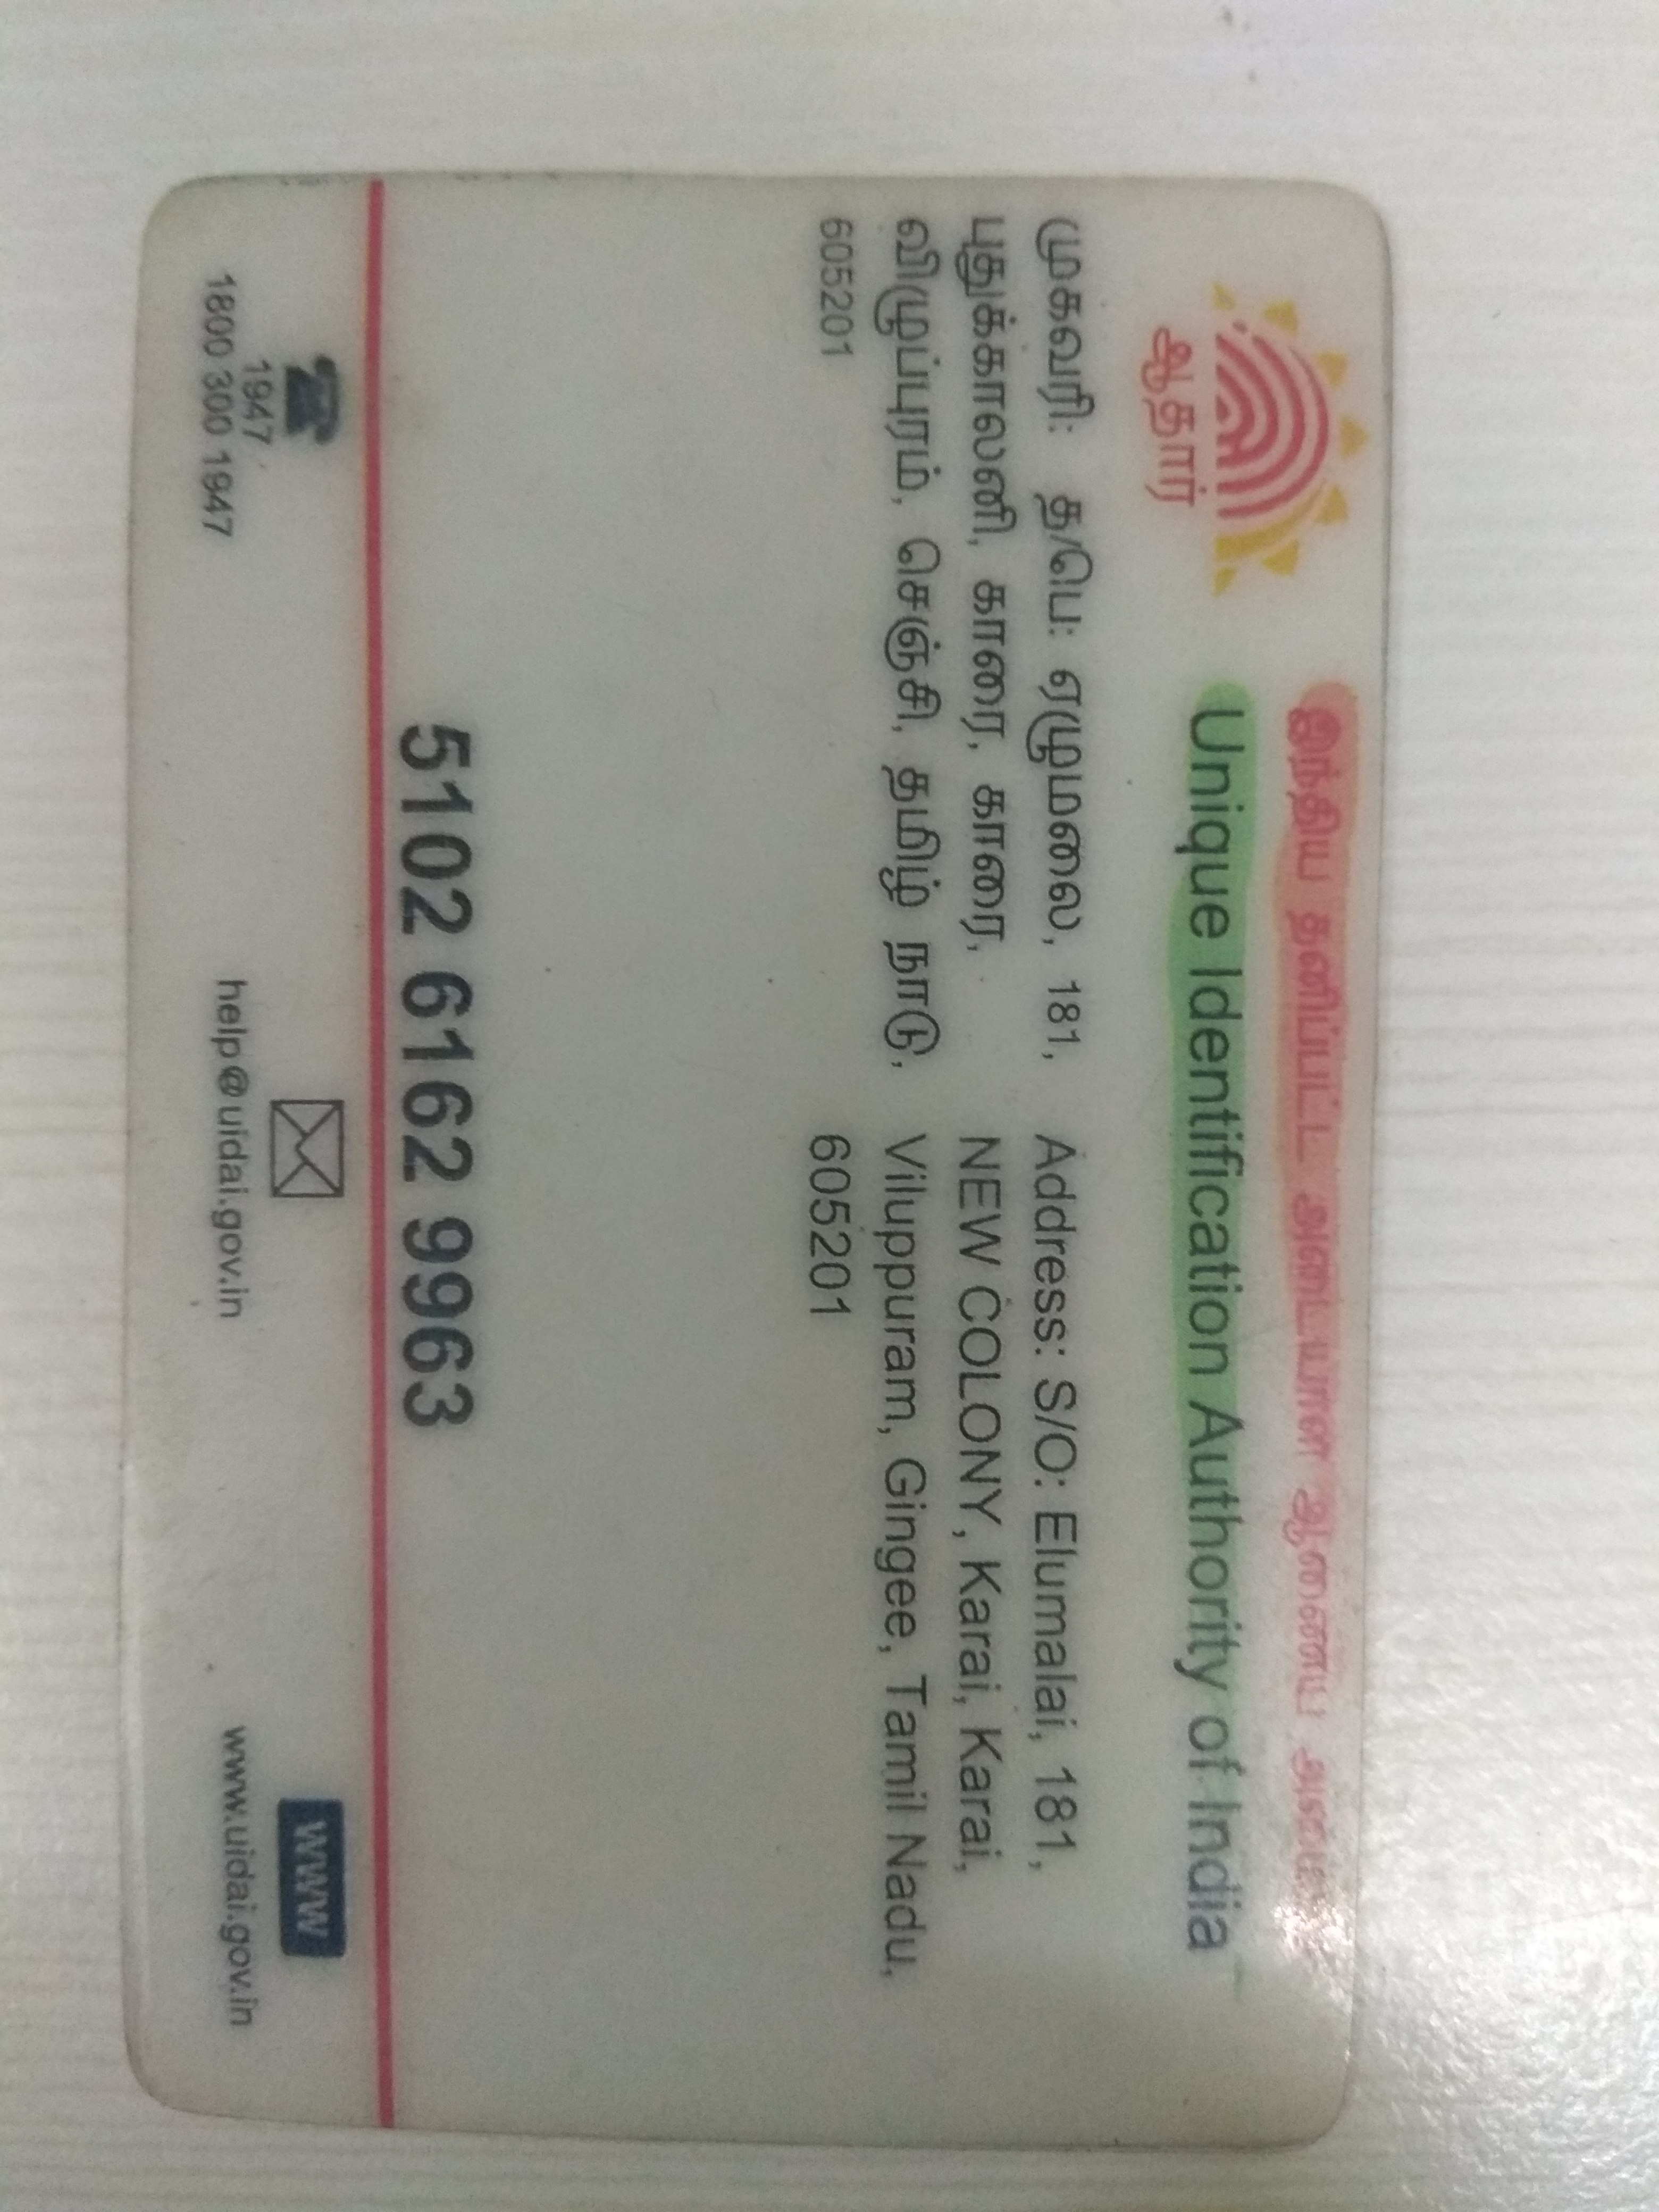 இந்திய தனிப்பட்ட அடையாள ஆணைய
Unique Identification Authority of India
ஆதார்
முகவரி: த/பெ: ஏழுமலை, 181,
புதுக்காலனி, காரை, காரை,
விழுப்புரம், செஞ்சி, தமிழ் நாடு,
605201
Address: S/O: Elumalai, 181,
NEW COLONY, Karai, Karai,
Viluppuram, Gingee, Tamil Nadu,
605201
5102 6162 9963
1947
1800 300 1947
help@uidai.gov.in
WWW
www.uidai.gov.in